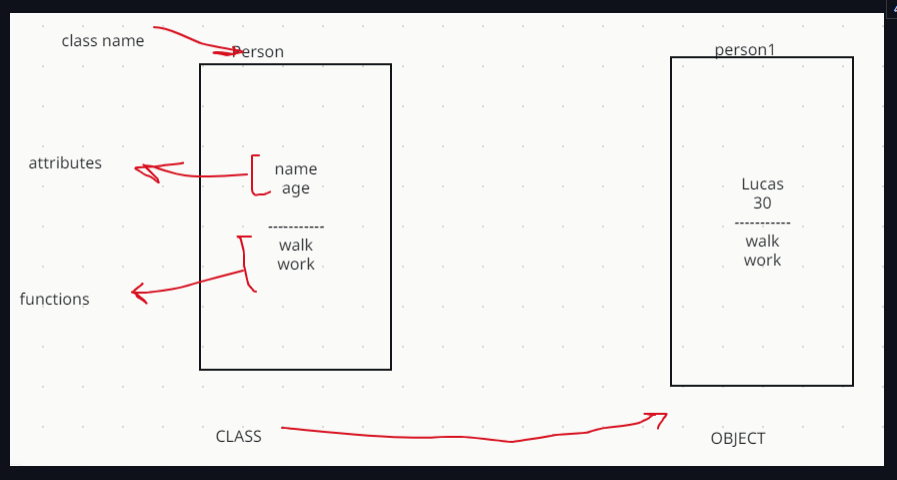 class name
Person
attributes
name
age
-----------
walk
work
functions
CLASS
person1
Lucas
30
-----------
walk
work
OBJECT